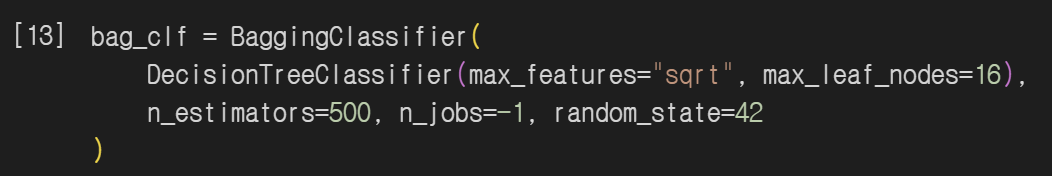 [13] bag_clf = BaggingClassifier(
DecisionTreeClassifier(max_features="sqrt", max_leaf_nodes=16),
n_estimators=500, n_jobs=-1, random_state=42
)